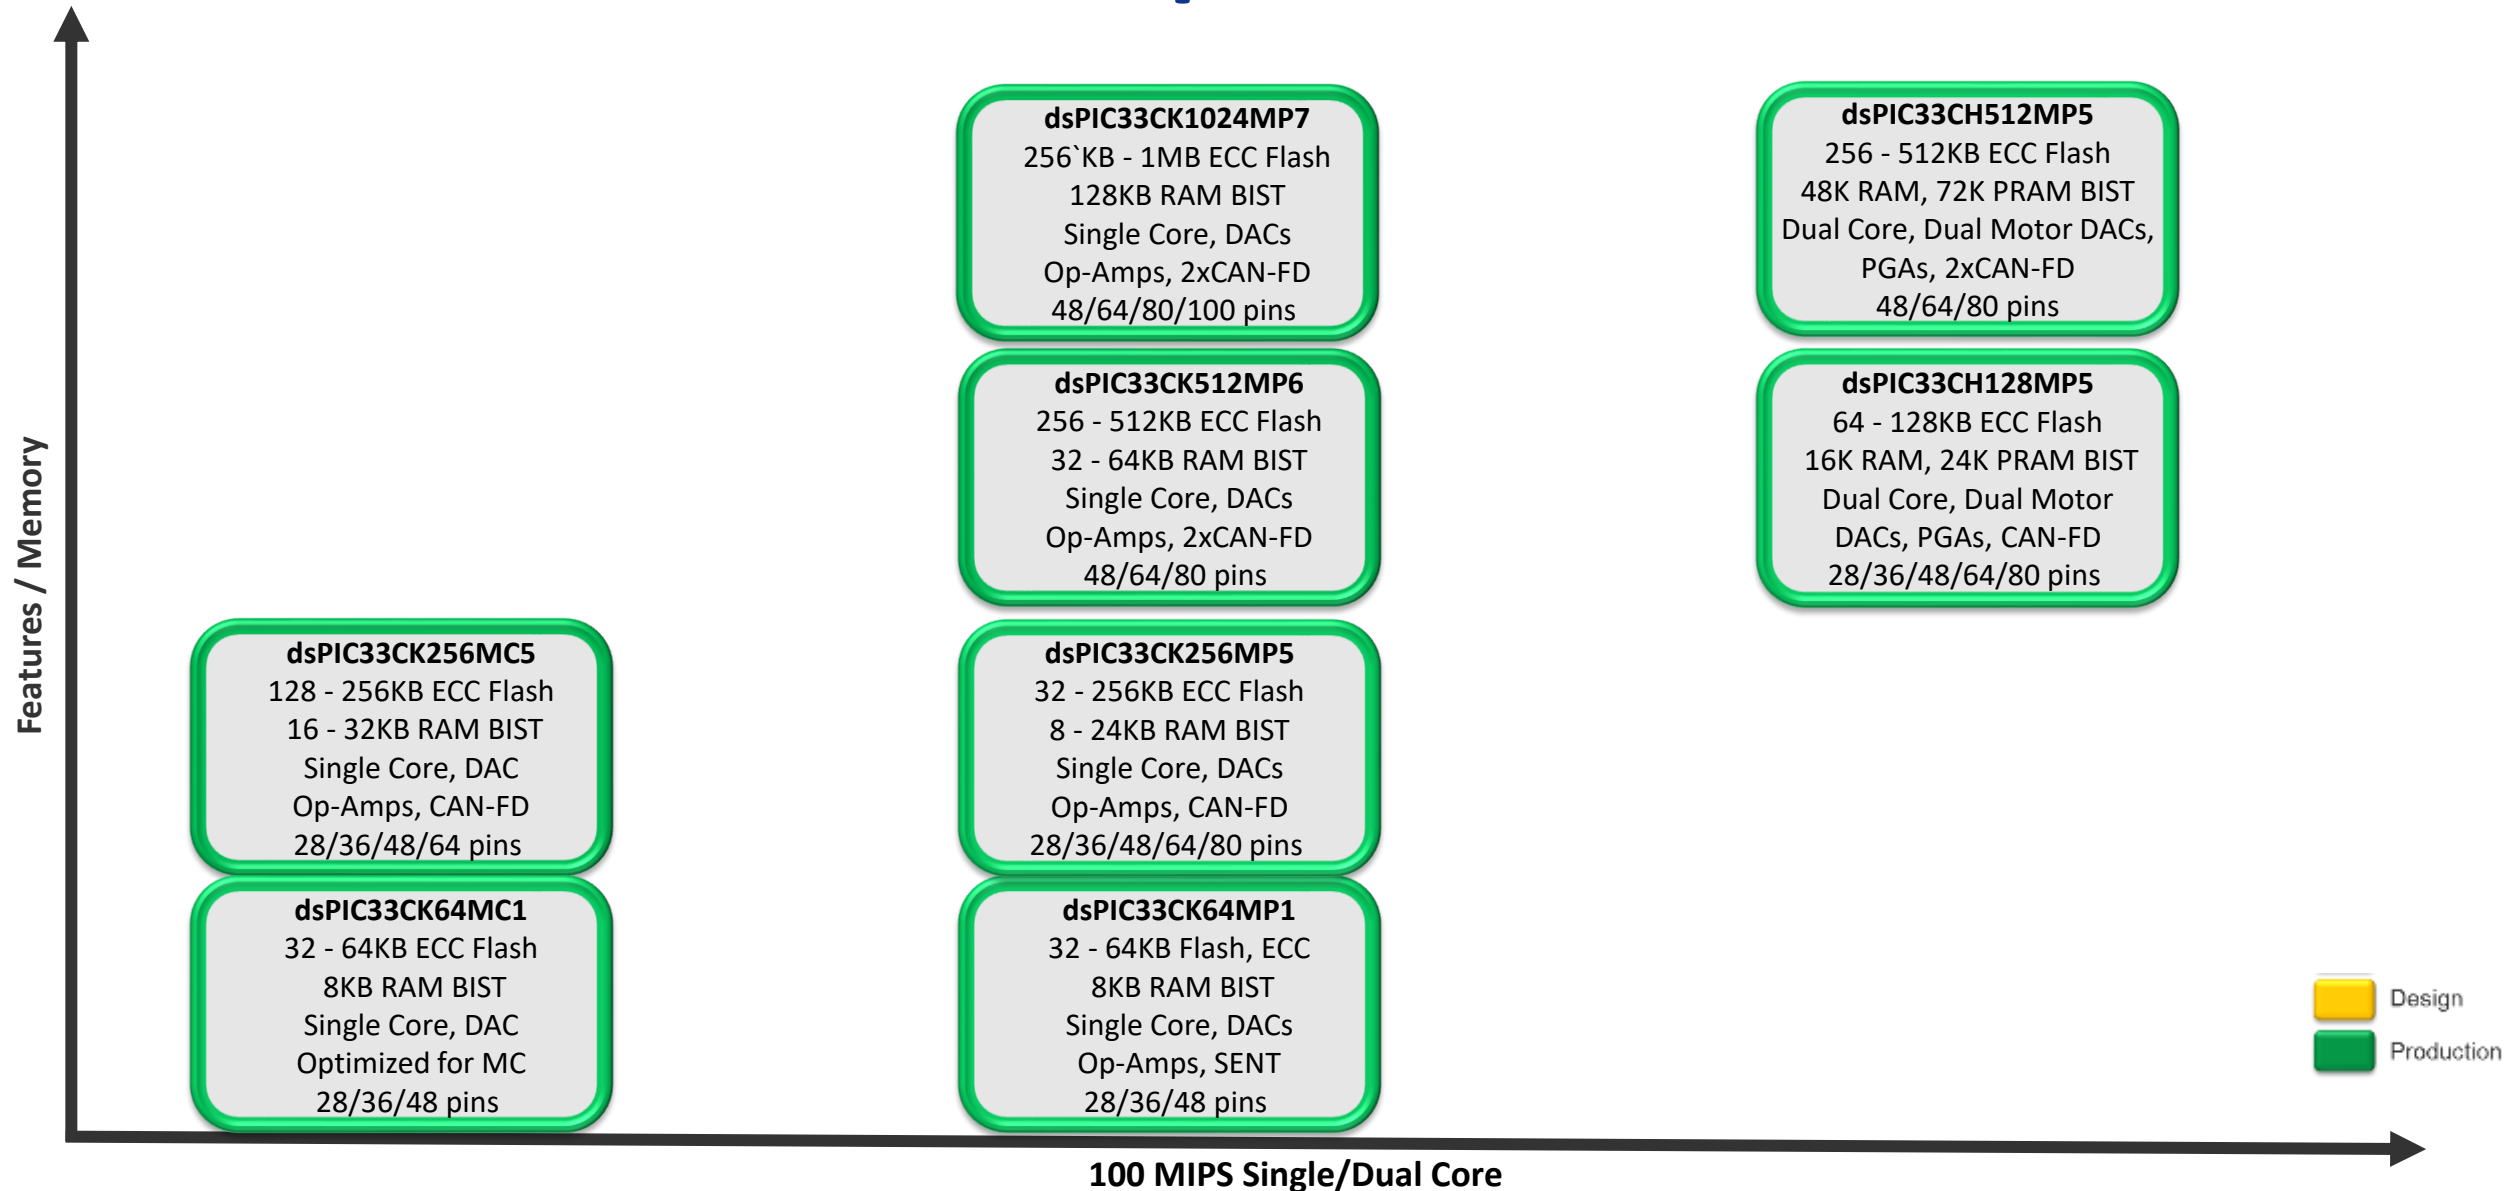 Features / Memory
dsPIC33CK1024MP7
256`KB - 1MB ECC Flash
128KB RAM BIST
Single Core, DACs
Op-Amps, 2xCAN-FD
48/64/80/100 pins
dsPIC33CH512MP5
256 - 512KB ECC Flash
48K RAM, 72K PRAM BIST
Dual Core, Dual Motor DACs,
PGAs, 2xCAN-FD
48/64/80 pins
dsPIC33CK512MP6
256 - 512KB ECC Flash
32 - 64KB RAM BIST
Single Core, DACs
Op-Amps, 2xCAN-FD
48/64/80 pins
dsPIC33CH128MP5
64 - 128KB ECC Flash
16K RAM, 24K PRAM BIST
Dual Core, Dual Motor
DACs, PGAs, CAN-FD
28/36/48/64/80 pins
dsPIC33CK256MC5
128 - 256KB ECC Flash
16 - 32KB RAM BIST
Single Core, DAC
Op-Amps, CAN-FD
28/36/48/64 pins
dsPIC33CK256MP5
32 - 256KB ECC Flash
8 - 24KB RAM BIST
Single Core, DACs
Op-Amps, CAN-FD
28/36/48/64/80 pins
dsPIC33CK64MC1
32 - 64KB ECC Flash
8KB RAM BIST
Single Core, DAC
Optimized for MC
28/36/48 pins
dsPIC33CK64MP1
32 - 64KB Flash, ECC
8KB RAM BIST
Single Core, DACs
Op-Amps, SENT
28/36/48 pins
Design
Production
100 MIPS Single/Dual Core